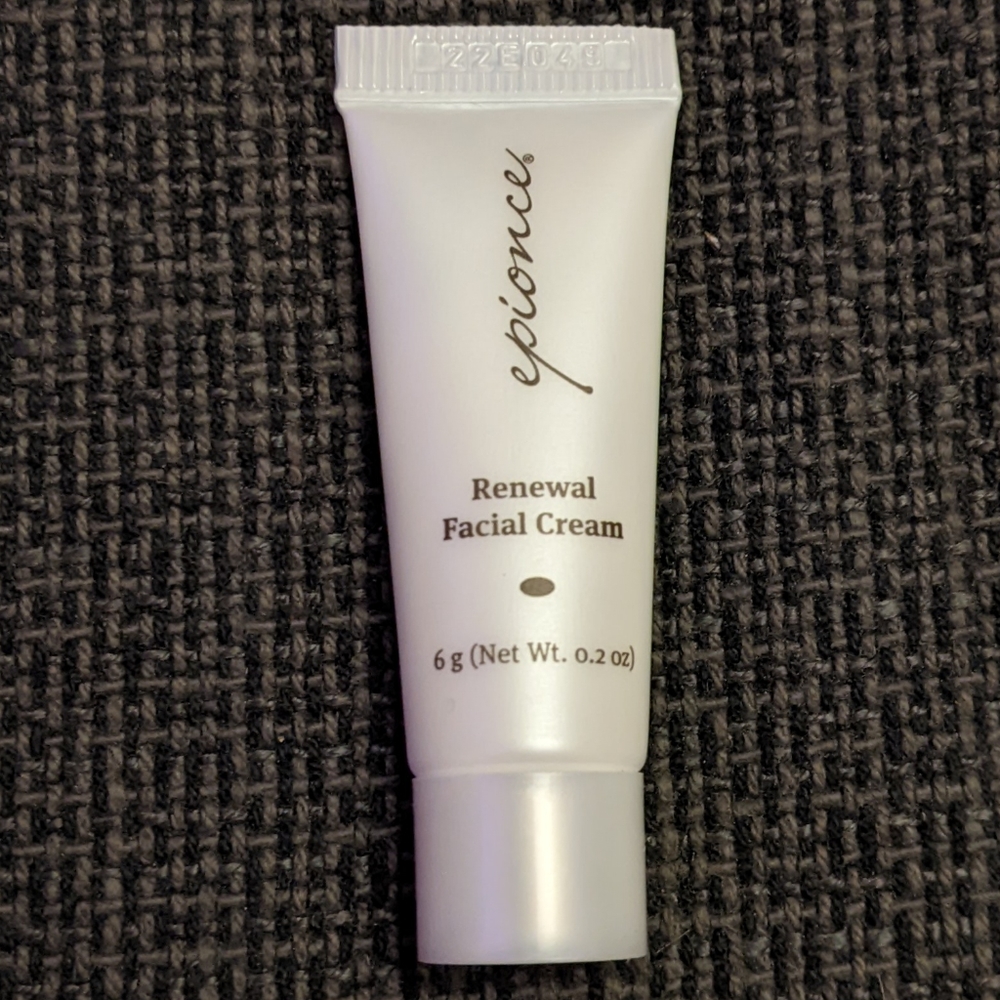 22E049
epionce®
Renewal
Facial Cream
6 g (Net Wt. 0.2 oz)